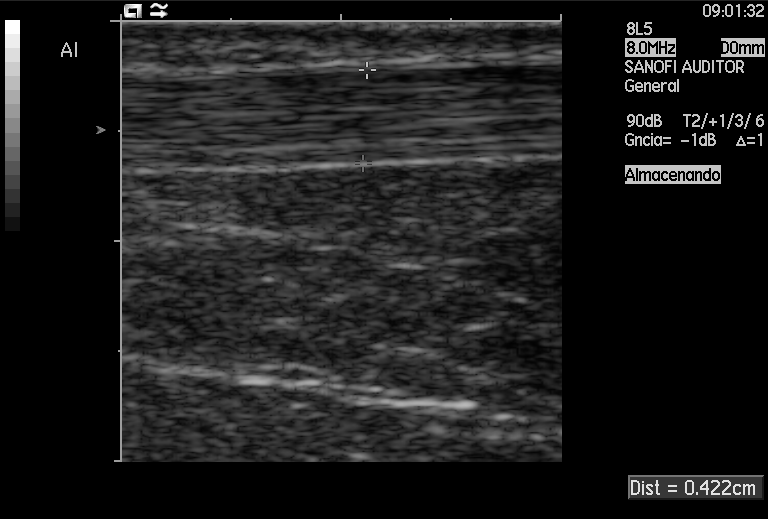 09:01:32
AI
8L5
8.0MHz 00mm
SANOFI AUDITOR
General
90dB T2/+1/3/ 6
Gncia= -1dB Δ=1
Almacenando
Dist = 0.422cm